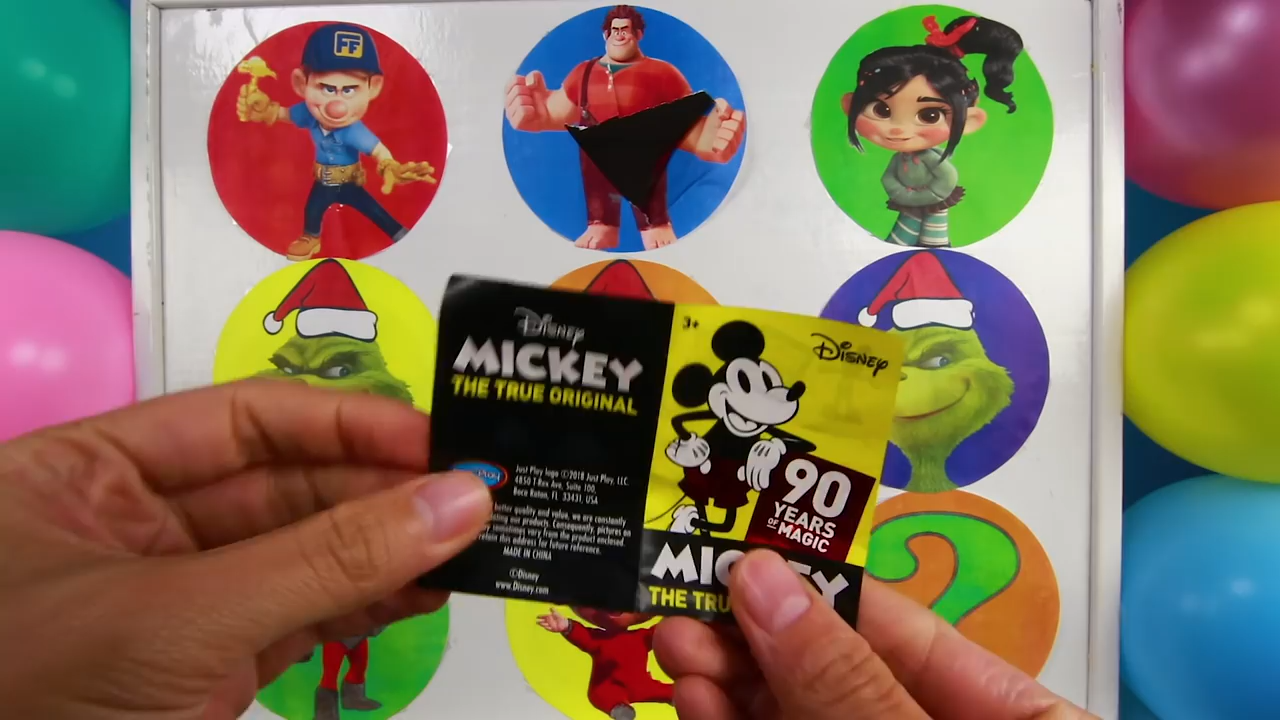 FF
Disney
MICKEY
THE TRUE ORIGINAL
Just Play logo ©2018 Just Play, LLC.
4850 T-Rex Ave, Suite 100,
Boca Raton, FL 33431, USA
better quality and value, we are constantly
our products. Consequently, pictures on
sometimes vary from the product enclosed.
retain this address for future reference.
MADE IN CHINA
©Disney
www.Disney.com
3+
Disney
90
YEARS
OF MAGIC
THE
?